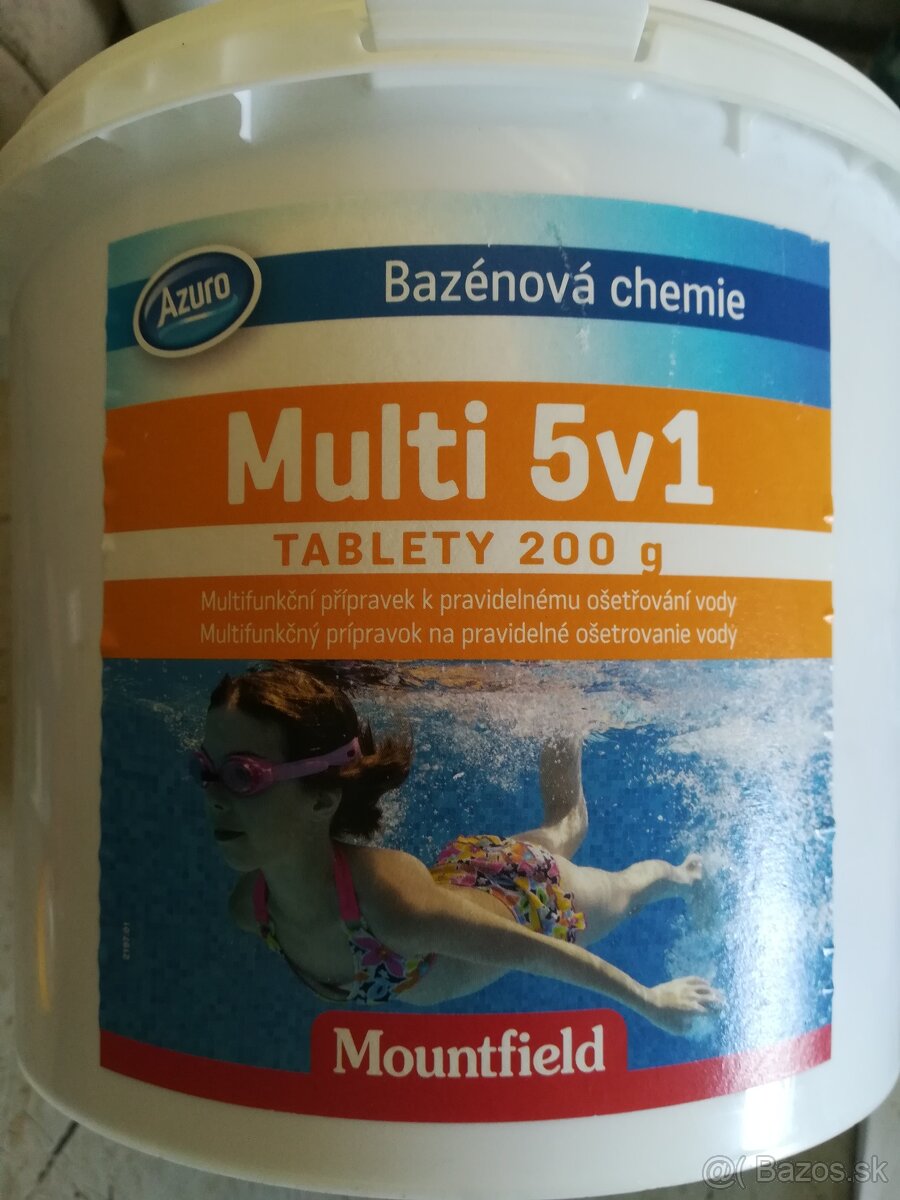 Azuro
Bazénová chemie
Multi 5v1
TABLETY 200 g
Multifunkční přípravek k pravidelnému ošetřování vody
Multifunkčný prípravok na pravidelné ošetrovanie vody
Mountfield
@( Bazos.sk